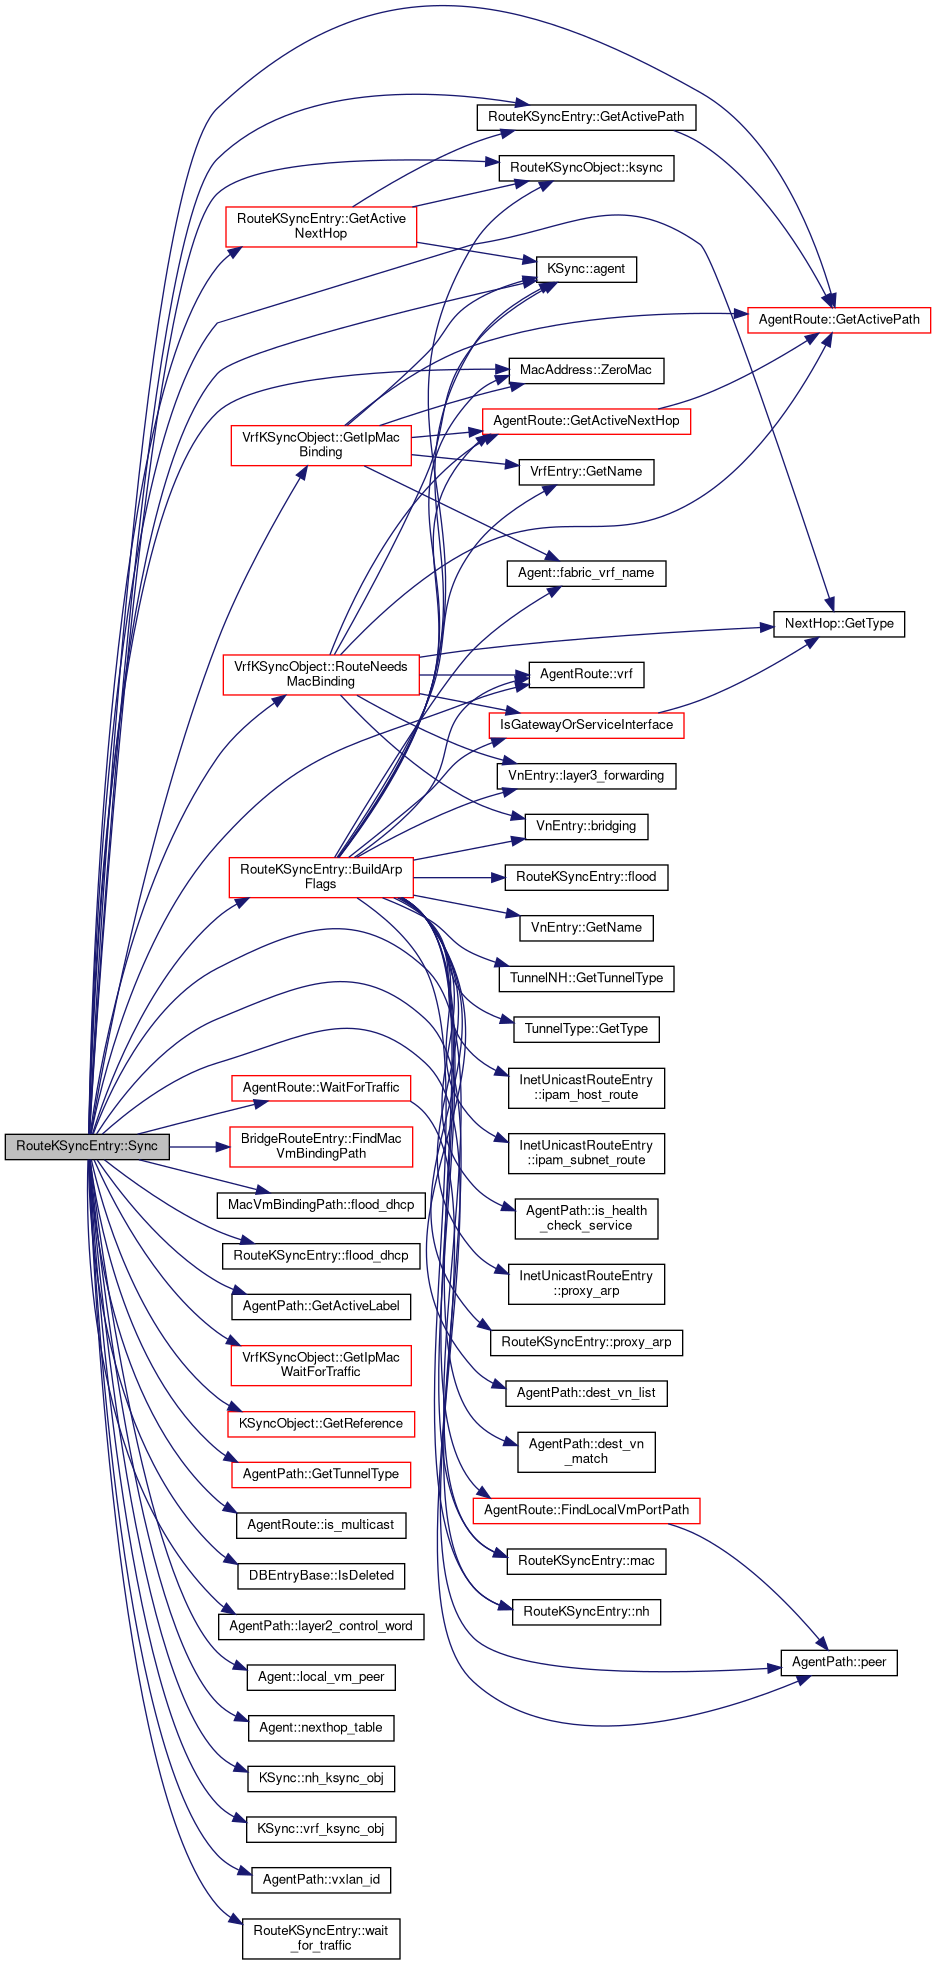 RouteKSyncEntry::GetActivePath
RouteKSyncObject::ksync
RouteKSyncEntry::GetActive
NextHop
KSync::agent
AgentRoute::GetActivePath
MacAddress::ZeroMac
AgentRoute::GetActiveNextHop
VrfKSyncObject::GetIpMac
Binding
VrfEntry::GetName
Agent::fabric_vrf_name
NextHop::GetType
VrfKSyncObject::RouteNeeds
MacBinding
AgentRoute::vrf
IsGatewayOrServiceInterface
VnEntry::layer3_forwarding
VnEntry::bridging
RouteKSyncEntry::BuildArp
Flags
RouteKSyncEntry::flood
VnEntry::GetName
TunnelNH::GetTunnelType
TunnelType::GetType
InetUnicastRouteEntry
::ipam_host_route
AgentRoute::WaitForTraffic
RouteKSyncEntry::Sync
BridgeRouteEntry::FindMac
VmBindingPath
InetUnicastRouteEntry
::ipam_subnet_route
MacVmBindingPath::flood_dhcp
AgentPath::is_health
_check_service
RouteKSyncEntry::flood_dhcp
InetUnicastRouteEntry
::proxy_arp
AgentPath::GetActiveLabel
RouteKSyncEntry::proxy_arp
VrfKSyncObject::GetIpMac
WaitForTraffic
AgentPath::dest_vn_list
KSyncObject::GetReference
AgentPath::dest_vn
_match
AgentPath::GetTunnelType
AgentRoute::FindLocalVmPortPath
AgentRoute::is_multicast
RouteKSyncEntry::mac
DBEntryBase::IsDeleted
RouteKSyncEntry::nh
AgentPath::layer2_control_word
AgentPath::peer
Agent::local_vm_peer
Agent::nexthop_table
KSync::nh_ksync_obj
KSync::vrf_ksync_obj
AgentPath::vxlan_id
RouteKSyncEntry::wait
_for_traffic